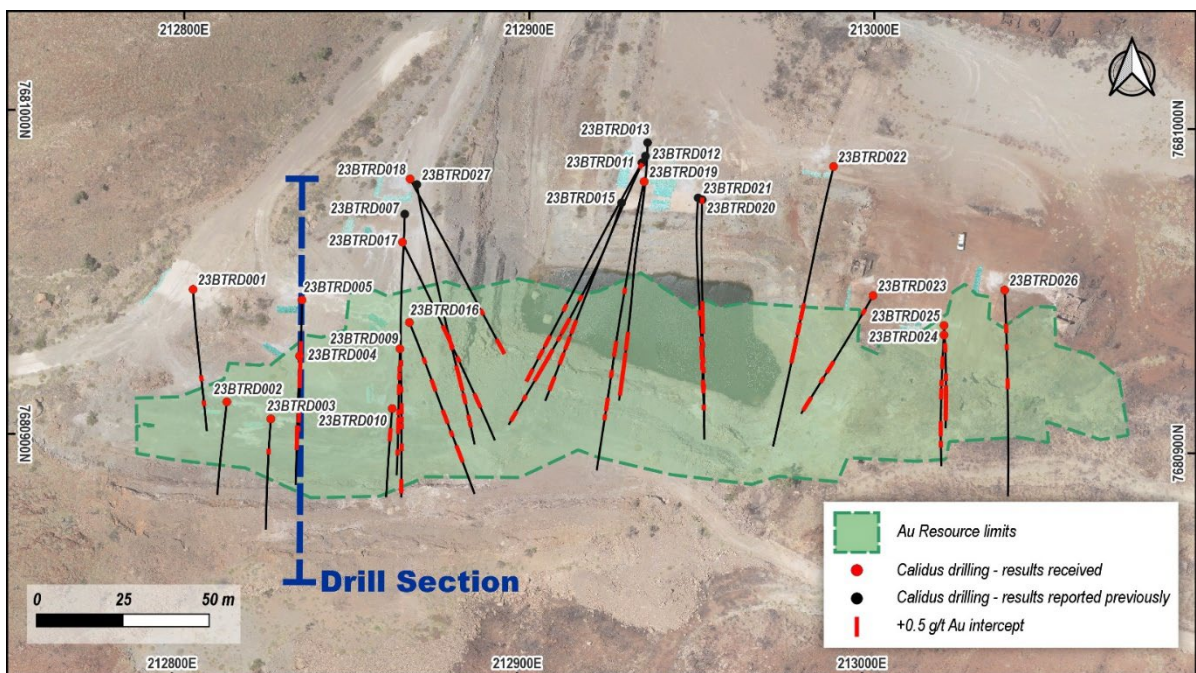 212800E
212900E
213000E
7681000N
7681000N
23BTRD013
23BTRD012
23BTRD011
23BTRD019
23BTRD022
23BTRD018
23BTRD027
23BTRD015
23BTRD021
23BTRD020
23BTRD007
23BTRD017
23BTRD001
23BTRD005
23BTRD026
23BTRD023
23BTRD016
23BTRD025
23BTRD024
23BTRD009
23BTRD004
23BTRD002
23BTRD003
23BTRD010
7680900N
7680900N
Au Resource limits
Calidus drilling - results received
Calidus drilling - results reported previously
+0.5 g/t Au intercept
Drill Section
0 25 50 m
212800E
212900E
213000E